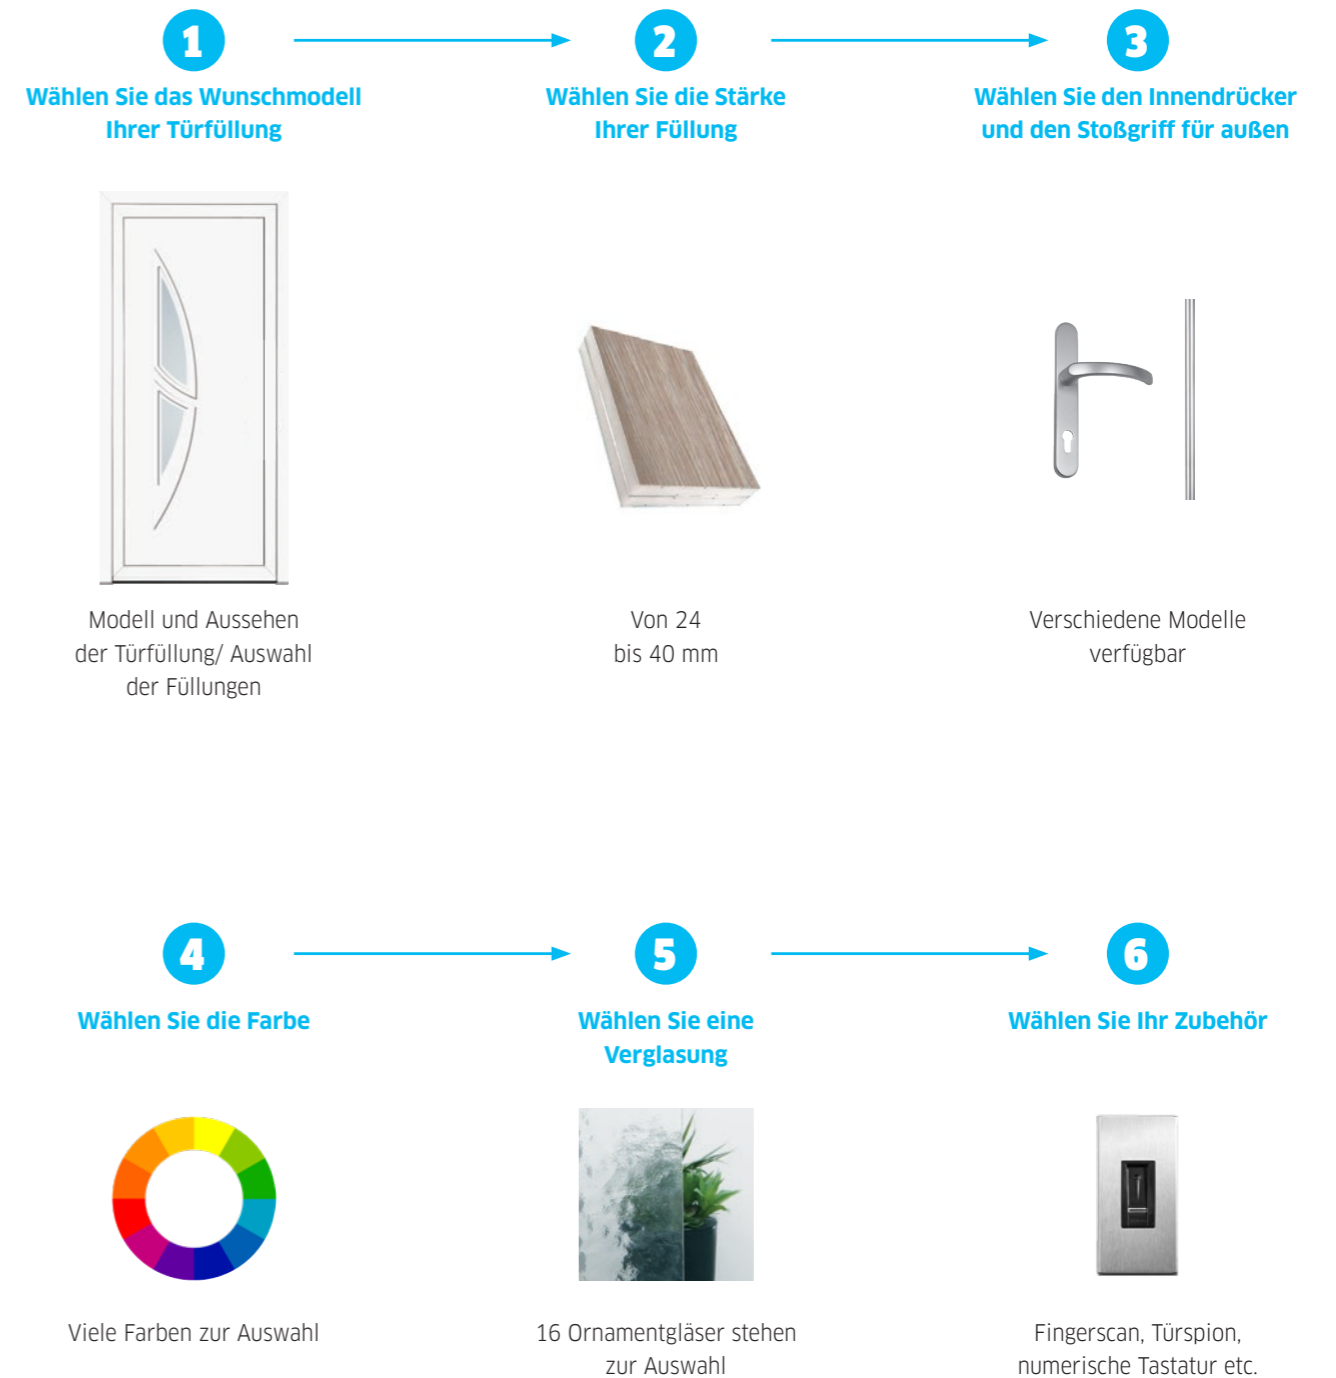 1
Wählen Sie das Wunschmodell
Ihrer Türfüllung
Modell und Aussehen
der Türfüllung/ Auswahl
der Füllungen
2
Wählen Sie die Stärke
Ihrer Füllung
Von 24
bis 40 mm
3
Wählen Sie den Innendrücker
und den Stoßgriff für außen
Verschiedene Modelle
verfügbar
4
Wählen Sie die Farbe
Viele Farben zur Auswahl
5
Wählen Sie eine
Verglasung
16 Ornamentgläser stehen
zur Auswahl
6
Wählen Sie Ihr Zubehör
Fingerscan, Türspion,
numerische Tastatur etc.